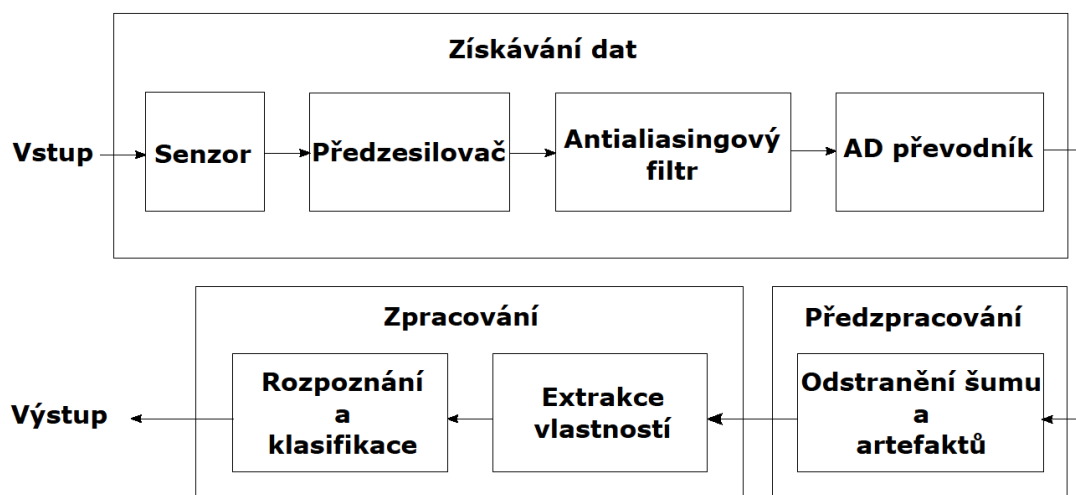 Získávání dat
Vstup
Senzor
Předzesilovač
Antialiasingový
filtr
AD převodník
Zpracování
Předzpracování
Výstup
Rozpoznání
a
klasifikace
Extrakce
vlastností
Odstranění šumu
a
artefaktů